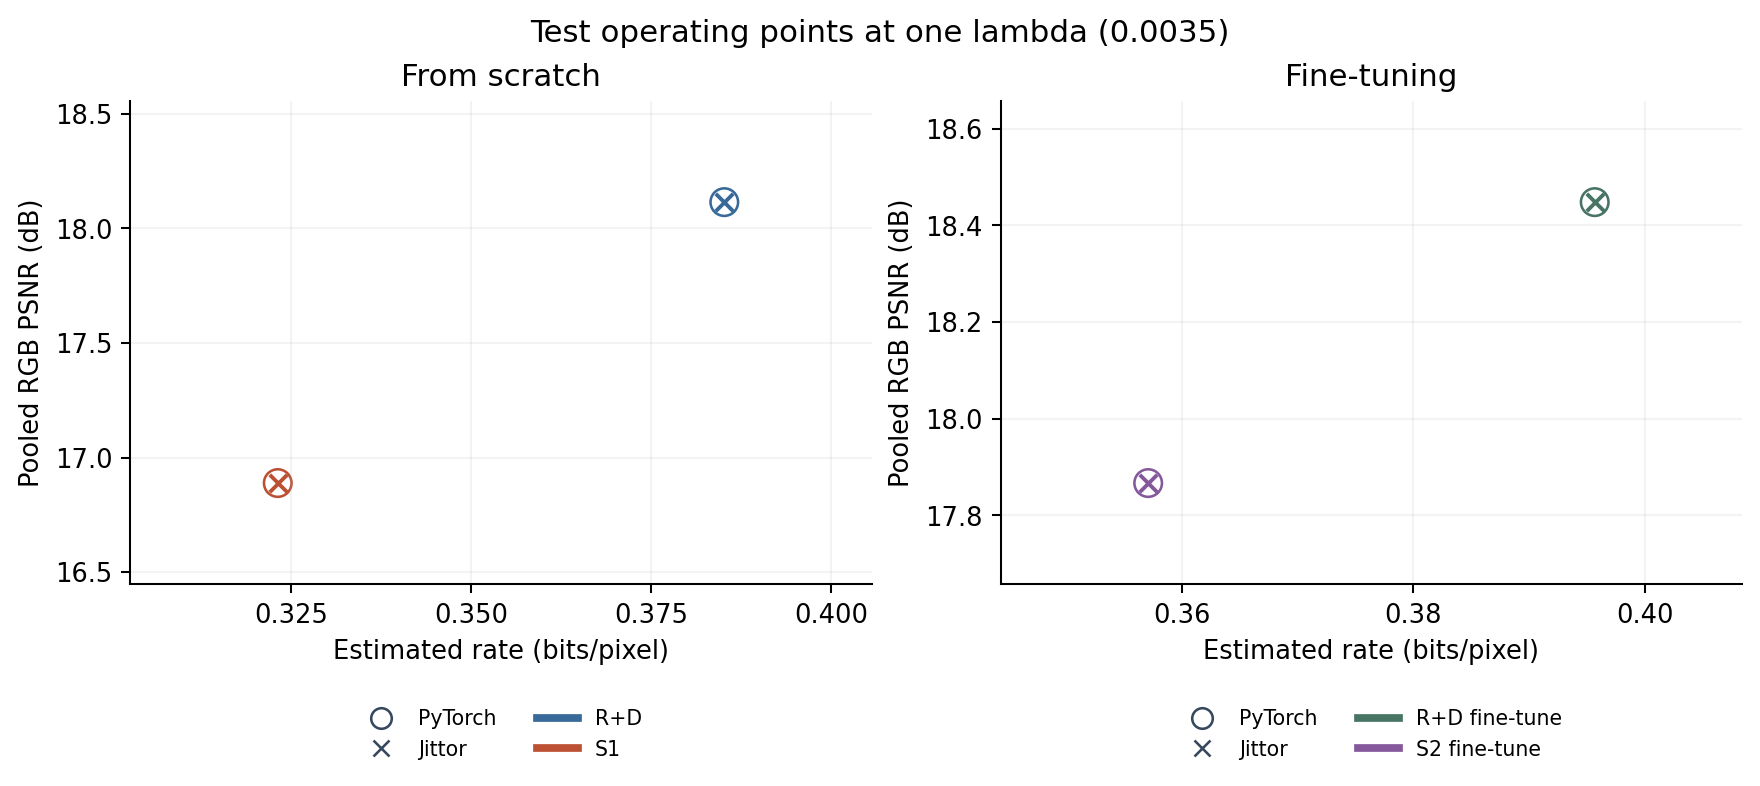 Test operating points at one lambda (0.0035)
From scratch
18.5
18.0
17.5
17.0
16.5
Pooled RGB PSNR (dB)
0.325
0.350
0.375
0.400
Estimated rate (bits/pixel)
PyTorch
Jittor
R+D
S1
Fine-tuning
18.6
18.4
18.2
18.0
17.8
Pooled RGB PSNR (dB)
0.36
0.38
0.40
Estimated rate (bits/pixel)
PyTorch
Jittor
R+D fine-tune
S2 fine-tune